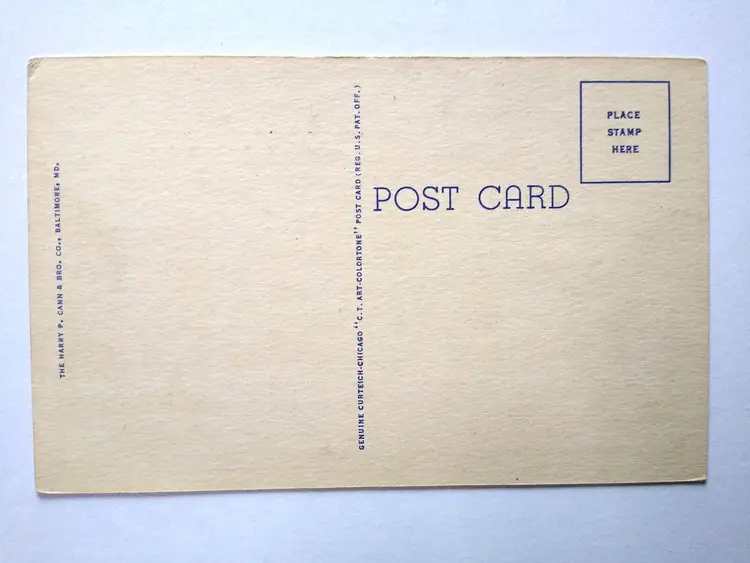 THE HARRY P. CANN & BRO. CO., BALTIMORE, MD.
GENUINE CURTEICH-CHICAGO "C.T. ART-COLORTONE" POST CARD (REG. U.S. PAT. OFF.)
POST CARD
PLACE
STAMP
HERE